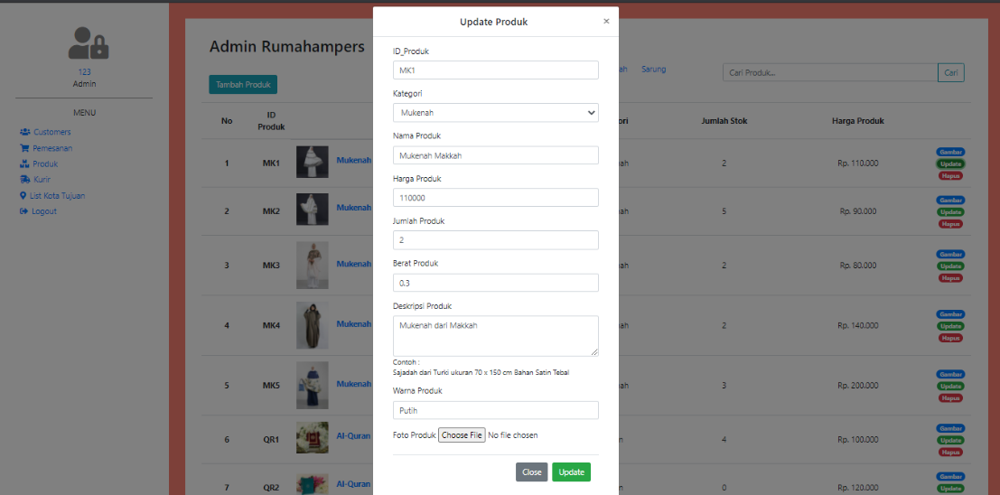 123
Admin
MENU
Customers
Pemesanan
Produk
Kurir
List Kota Tujuan
Logout
Admin Rumahampers
Tambah Produk
Sarung
Cari Produk...
Cari
No ID Produk Jumlah Stok Harga Produk
1 MK1 Mukenah 2 Rp. 110.000 Gambar Update Hapus
2 MK2 Mukenah 5 Rp. 90.000 Gambar Update Hapus
3 MK3 Mukenah 2 Rp. 80.000 Gambar Update Hapus
4 MK4 Mukenah 2 Rp. 140.000 Gambar Update Hapus
5 MK5 Mukenah 3 Rp. 200.000 Gambar Update Hapus
6 QR1 Al-Quran 4 Rp. 100.000 Gambar Update Hapus
7 QR2 Al-Quran 0 Rp. 120.000 Gambar Update
Update Produk
×
ID_Produk
MK1
Kategori
Mukenah
Nama Produk
Mukenah Makkah
Harga Produk
110000
Jumlah Produk
2
Berat Produk
0.3
Deskripsi Produk
Mukenah dari Makkah
Contoh :
Sajadah dari Turki ukuran 70 x 150 cm Bahan Satin Tebal
Warna Produk
Putih
Foto Produk Choose File No file chosen
Close Update